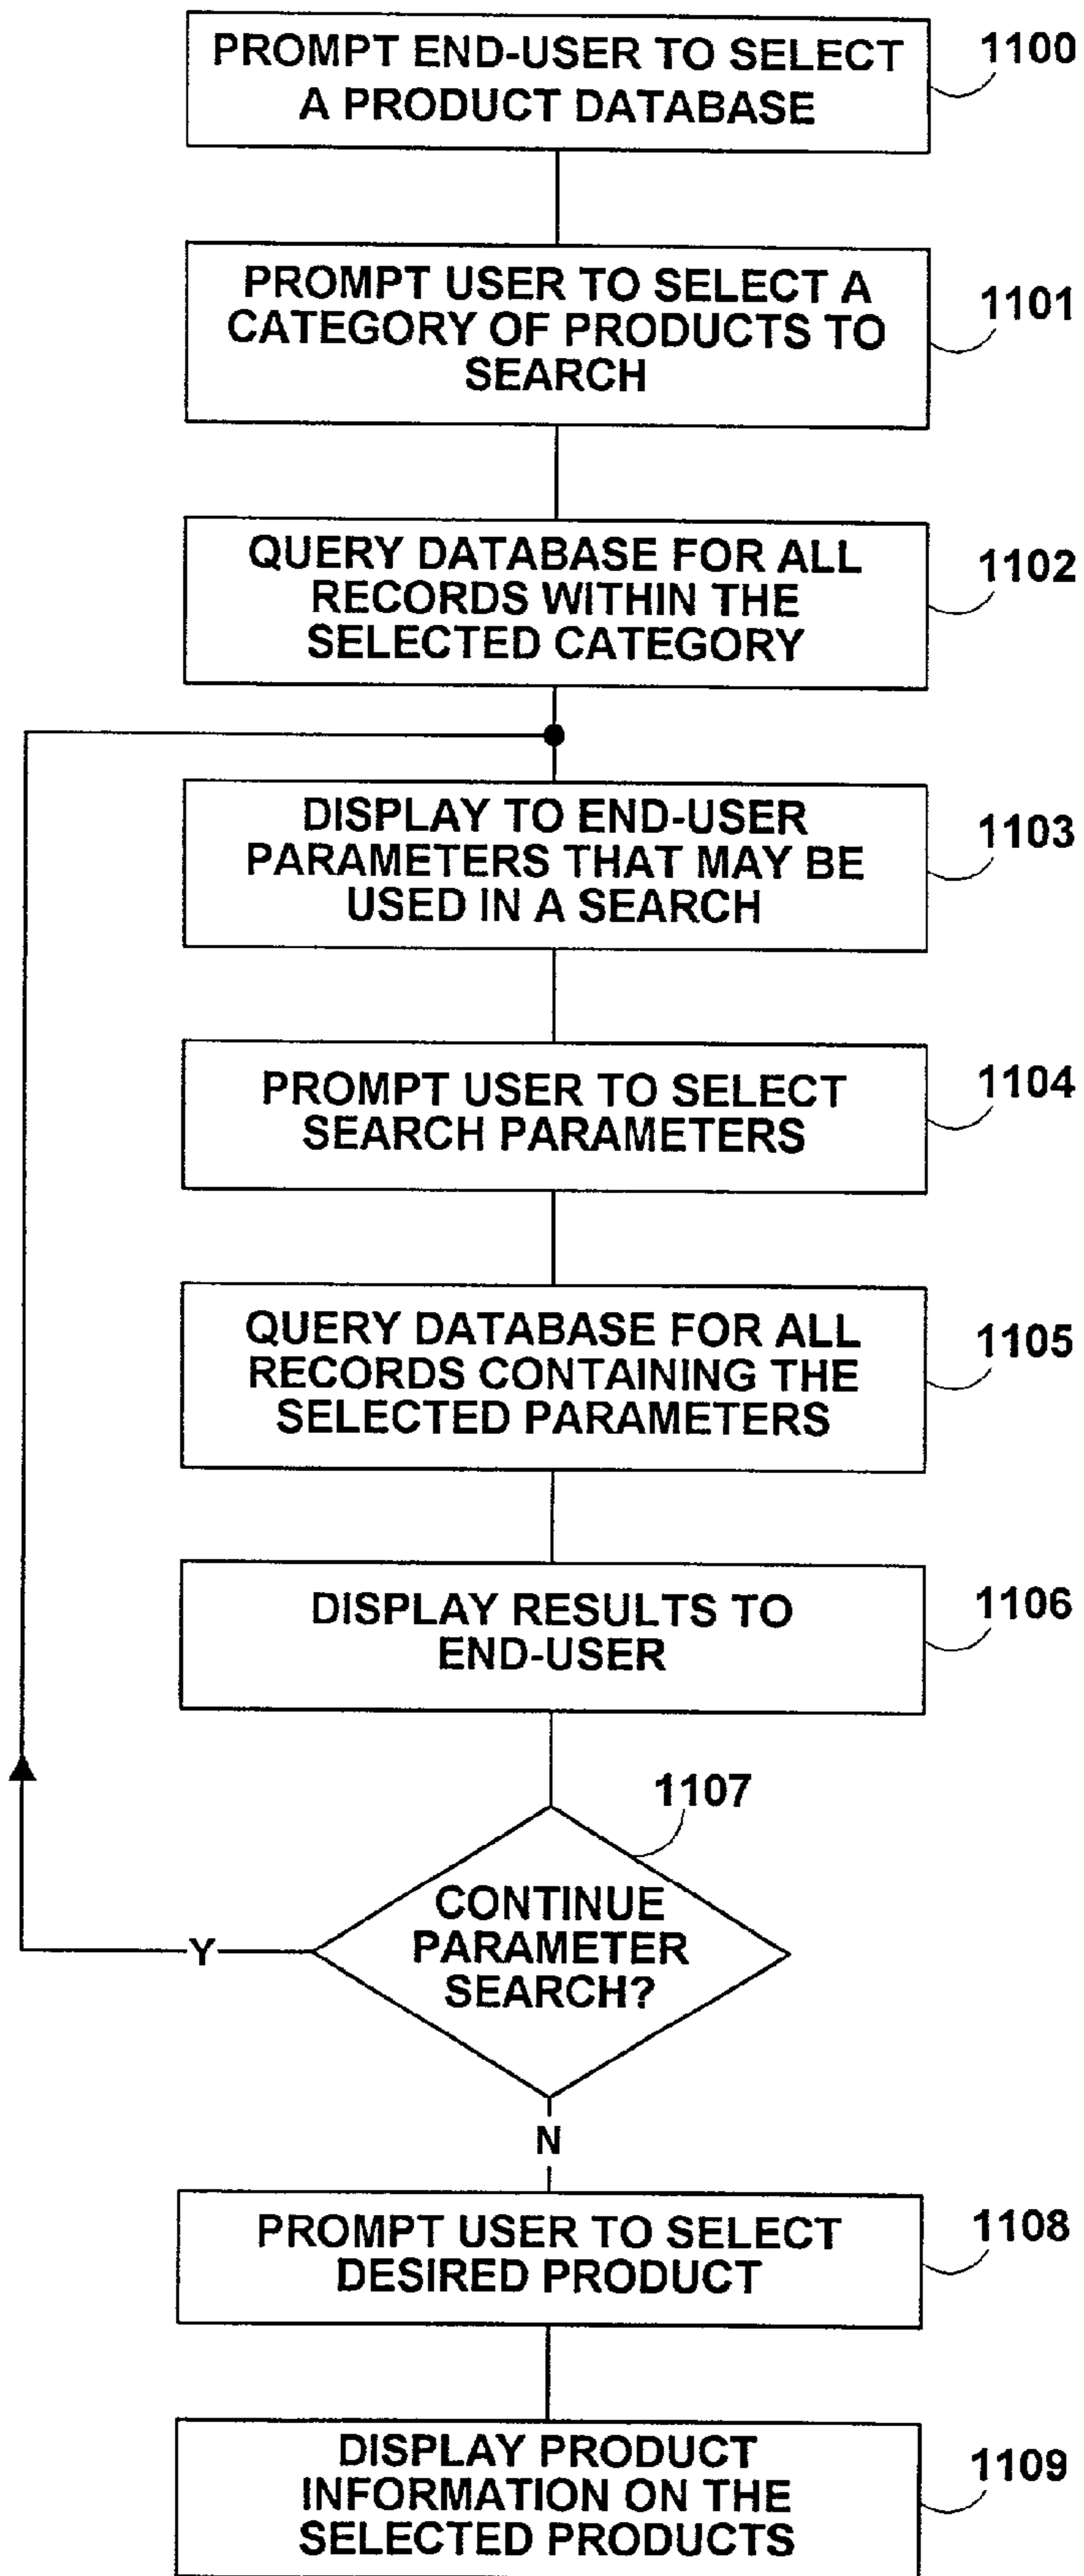 PROMPT END-USER TO SELECT
A PRODUCT DATABASE
1100
PROMPT USER TO SELECT A
CATEGORY OF PRODUCTS TO
SEARCH
1101
QUERY DATABASE FOR ALL
RECORDS WITHIN THE
SELECTED CATEGORY
1102
DISPLAY TO END-USER
PARAMETERS THAT MAY BE
USED IN A SEARCH
1103
PROMPT USER TO SELECT
SEARCH PARAMETERS
1104
QUERY DATABASE FOR ALL
RECORDS CONTAINING THE
SELECTED PARAMETERS
1105
DISPLAY RESULTS TO
END-USER
1106
1107
CONTINUE
PARAMETER
SEARCH?
Y
N
PROMPT USER TO SELECT
DESIRED PRODUCT
1108
DISPLAY PRODUCT
INFORMATION ON THE
SELECTED PRODUCTS
1109